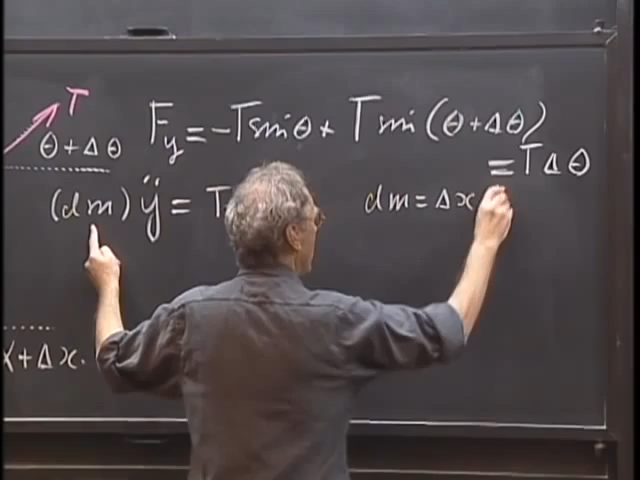 T
θ + Δθ
F_y = -T sin θ + T sin (θ + Δθ)
= T Δθ
(dm) ÿ = T
dm = Δx
x + Δx.